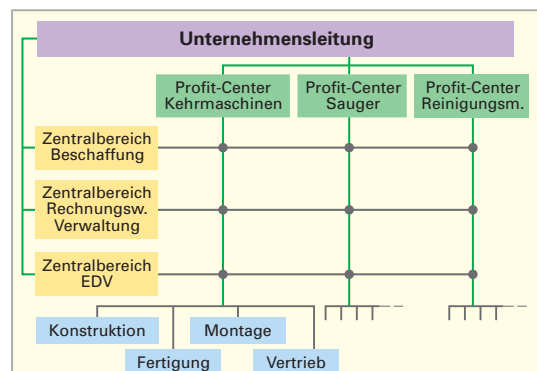 Unternehmensleitung
Profit-Center
Kehrmaschinen
Profit-Center
Sauger
Profit-Center
Reinigungsm.
Zentralbereich
Beschaffung
Zentralbereich
Rechnungsw.
Verwaltung
Zentralbereich
EDV
Konstruktion
Montage
Fertigung
Vertrieb